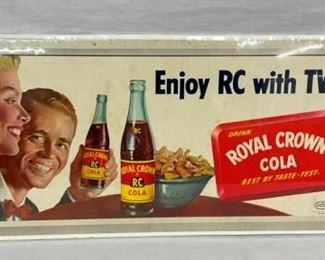 Enjoy RC with TV
ROYAL CROWN
RC
COLA
RC
ROYAL CROWN
RC
COLA
DRINK
ROYAL CROWN
COLA
BEST BY TASTE-TEST